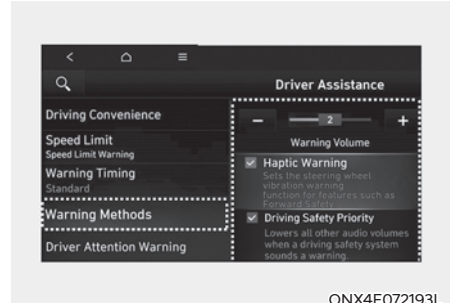 Driver Assistance
Driving Convenience
Speed Limit
Speed Limit Warning
Warning Timing
Standard
Warning Methods
Driver Attention Warning
− 2 +
Warning Volume
Haptic Warning
Sets the steering wheel
vibration warning
function for features such as
Forward Safety.
Driving Safety Priority
Lowers all other audio volumes
when a driving safety system
sounds a warning.
ONX4E072193L